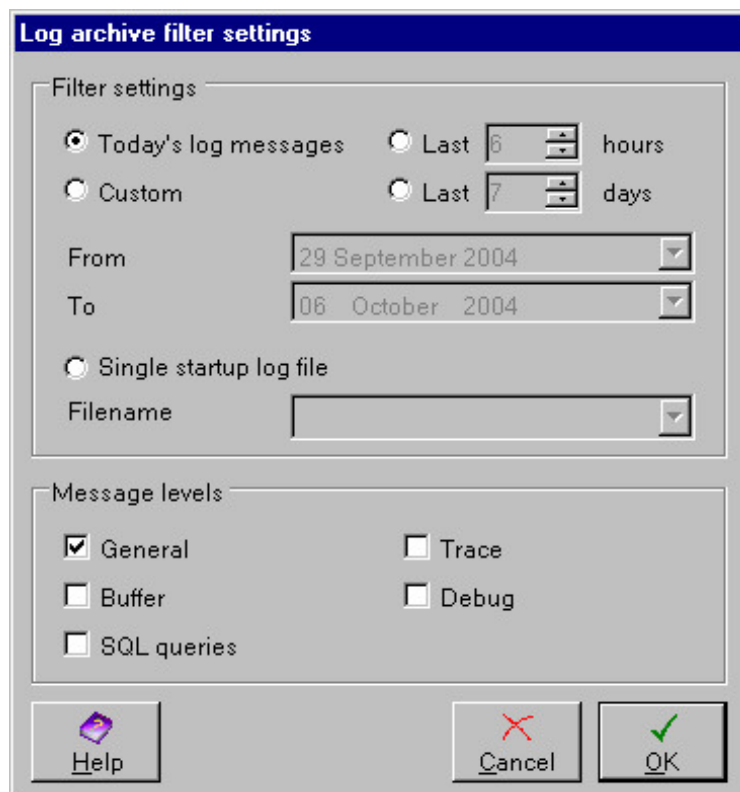 Log archive filter settings
Filter settings
Today's log messages Last 6 hours
Custom Last 7 days
From 29 September 2004
To 06 October 2004
Single startup log file
Filename
Message levels
General Trace
Buffer Debug
SQL queries
Help Cancel OK